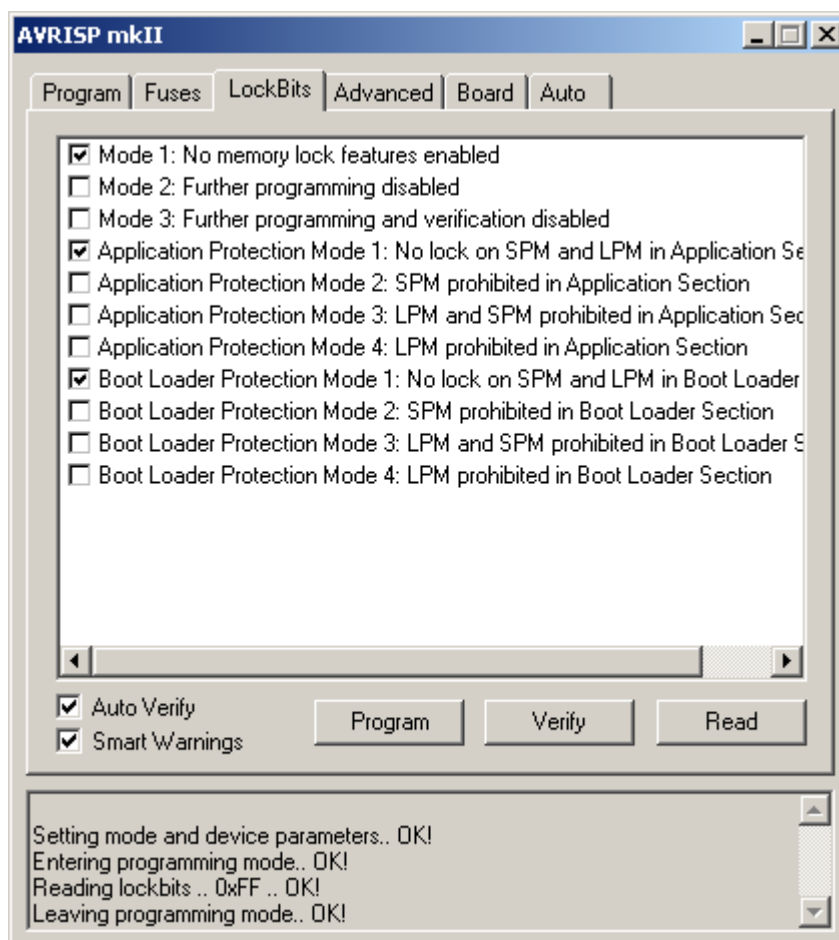 AVRISP mkII
Program Fuses LockBits Advanced Board Auto
Mode 1: No memory lock features enabled
Mode 2: Further programming disabled
Mode 3: Further programming and verification disabled
Application Protection Mode 1: No lock on SPM and LPM in Application Se
Application Protection Mode 2: SPM prohibited in Application Section
Application Protection Mode 3: LPM and SPM prohibited in Application Sec
Application Protection Mode 4: LPM prohibited in Application Section
Boot Loader Protection Mode 1: No lock on SPM and LPM in Boot Loader
Boot Loader Protection Mode 2: SPM prohibited in Boot Loader Section
Boot Loader Protection Mode 3: LPM and SPM prohibited in Boot Loader S
Boot Loader Protection Mode 4: LPM prohibited in Boot Loader Section
Auto Verify
Smart Warnings
Program Verify Read
Setting mode and device parameters.. OK!
Entering programming mode.. OK!
Reading lockbits .. 0xFF .. OK!
Leaving programming mode.. OK!